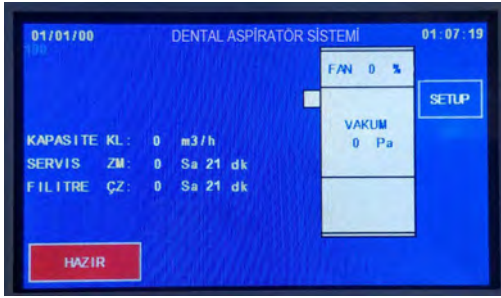 01/01/00 DENTAL ASPİRATÖR SİSTEMİ 01:07:19
190
FAN 0 %
SETUP
VAKUM
0 Pa
KAPASITE KL: 0 m3/h
SERVIS ZM: 0 Sa 21 dk
FILITRE ÇZ: 0 Sa 21 dk
HAZIR